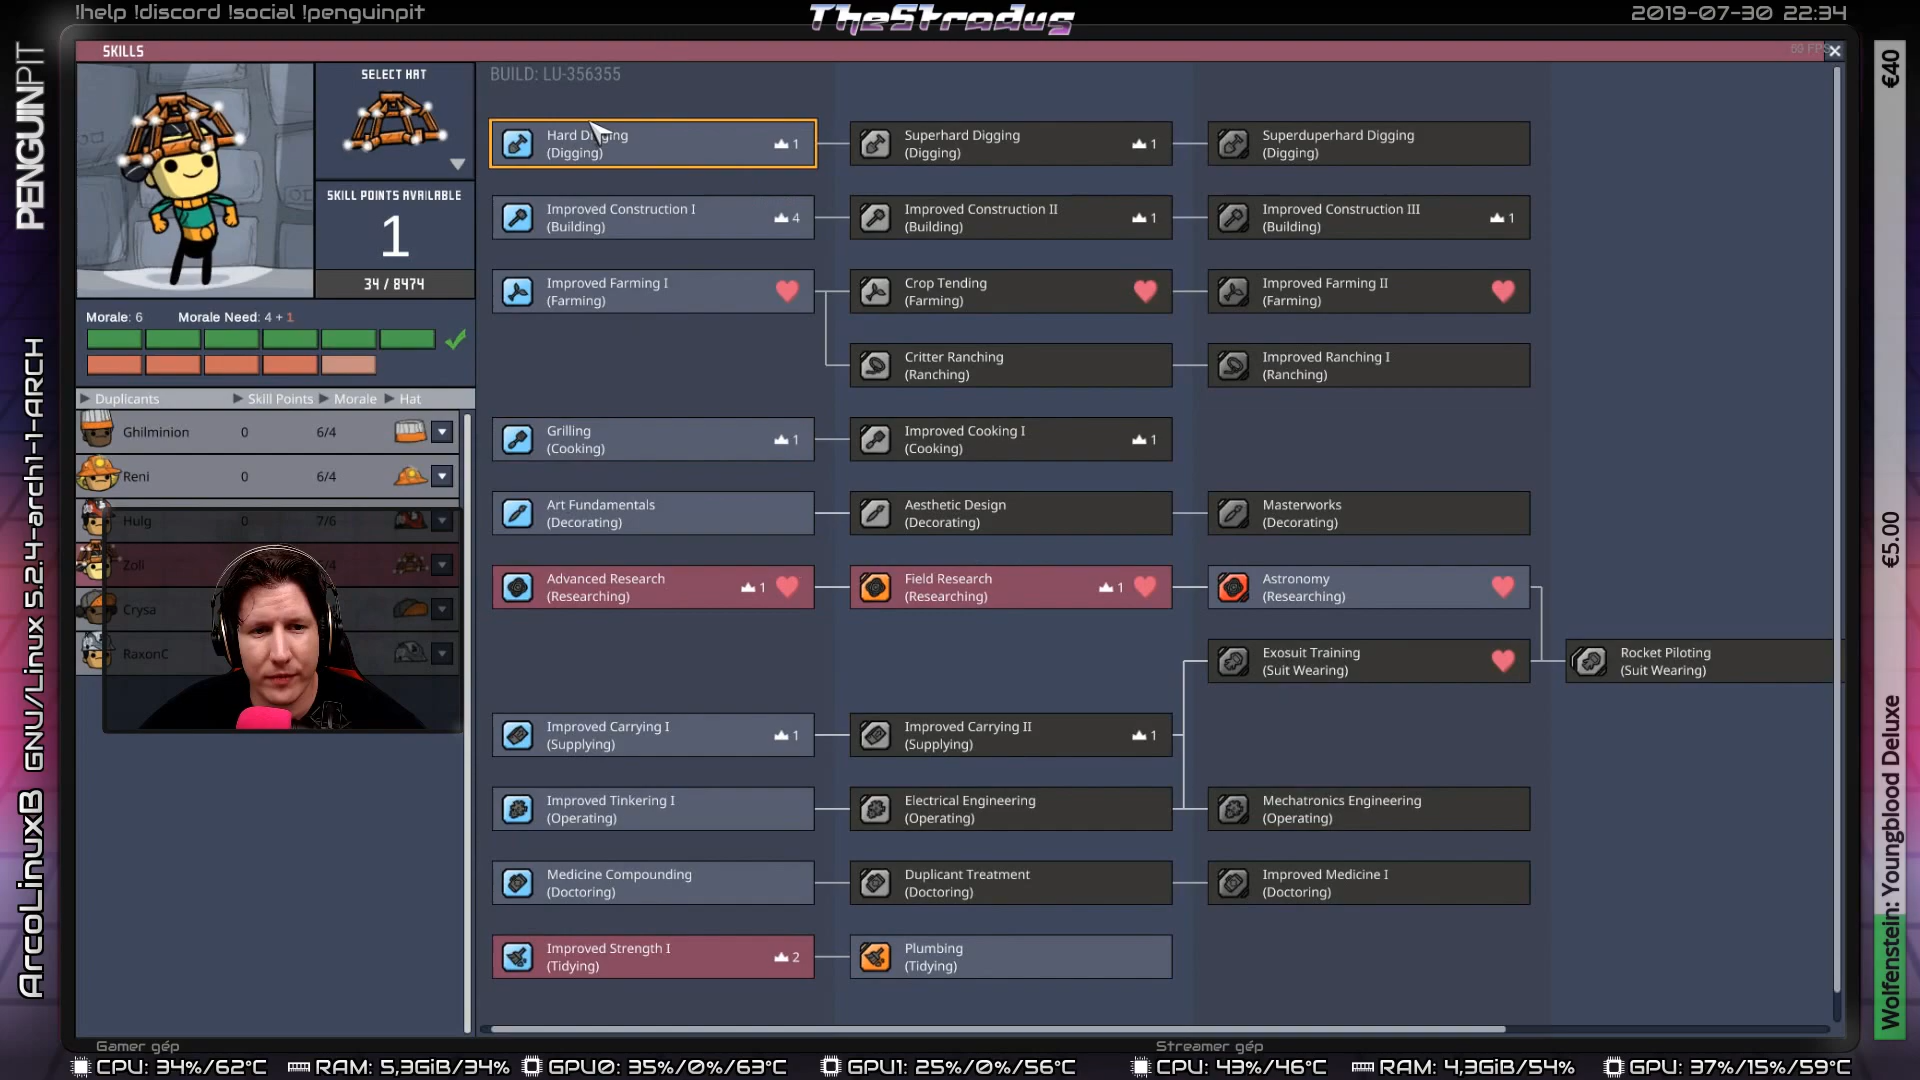 !help !discord !social !penguinpit
TheStradus
2019-07-30 22:34
PENGUINPIT
ArcoLinuxB GNU/Linux 5.2.4-arch1-1-ARCH
SKILLS
69 FPS
BUILD: LU-356355
SELECT HAT
SKILL POINTS AVAILABLE
1
34 / 8474
Morale: 6 Morale Need: 4 + 1
Duplicants Skill Points Morale Hat
Ghilminion 0 6/4
Reni 0 6/4
Hulg 0 7/6
Zoli /4
Crysa
RaxonC
Hard Digging 1
(Digging)
Superhard Digging 1
(Digging)
Superduperhard Digging
(Digging)
Improved Construction I 4
(Building)
Improved Construction II 1
(Building)
Improved Construction III 1
(Building)
Improved Farming I
(Farming)
Crop Tending
(Farming)
Improved Farming II
(Farming)
Critter Ranching
(Ranching)
Improved Ranching I
(Ranching)
Grilling 1
(Cooking)
Improved Cooking I 1
(Cooking)
Art Fundamentals
(Decorating)
Aesthetic Design
(Decorating)
Masterworks
(Decorating)
Advanced Research 1
(Researching)
Field Research 1
(Researching)
Astronomy
(Researching)
Exosuit Training
(Suit Wearing)
Rocket Piloting
(Suit Wearing)
Improved Carrying I 1
(Supplying)
Improved Carrying II 1
(Supplying)
Improved Tinkering I
(Operating)
Electrical Engineering
(Operating)
Mechatronics Engineering
(Operating)
Medicine Compounding
(Doctoring)
Duplicant Treatment
(Doctoring)
Improved Medicine I
(Doctoring)
Improved Strength I 2
(Tidying)
Plumbing
(Tidying)
€40
€5.00
Wolfenstein: Youngblood Deluxe
Gamer gép
CPU: 34%/62°C RAM: 5,3GiB/34% GPU0: 35%/0%/63°C GPU1: 25%/0%/56°C
Streamer gép
CPU: 43%/46°C RAM: 4,3GiB/54% GPU: 37%/15%/59°C